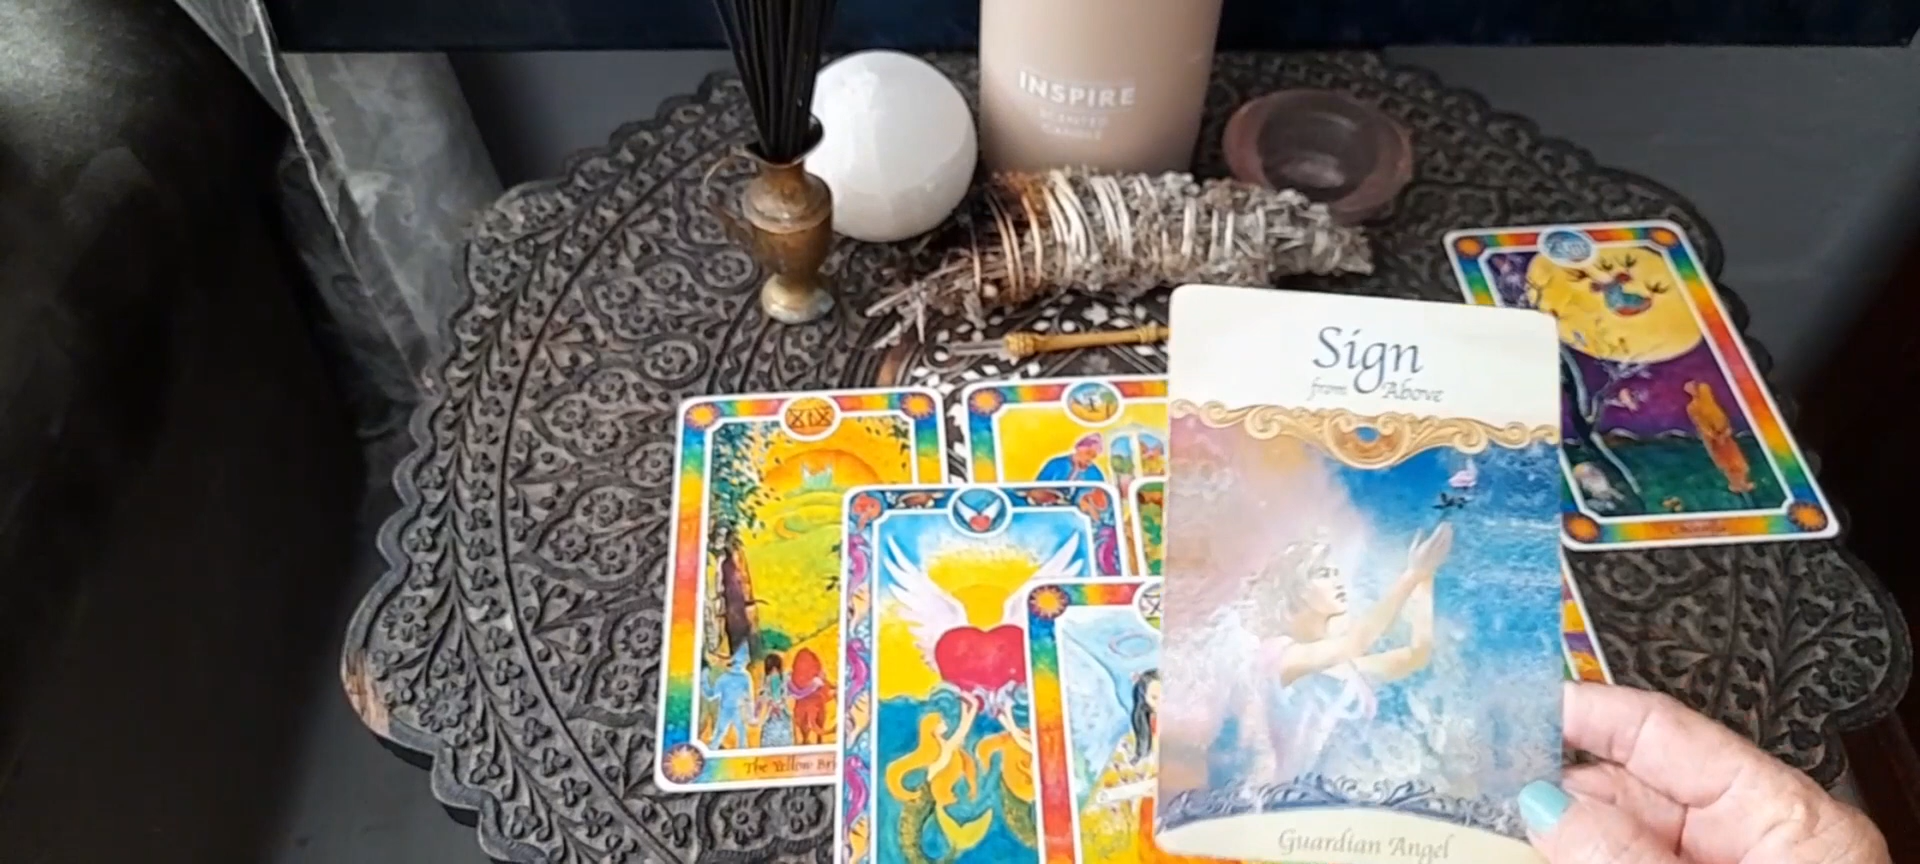 INSPIRE
SCENTED
CANDLE
Sign
from Above
XIX
The Yellow Bri
Guardian Angel